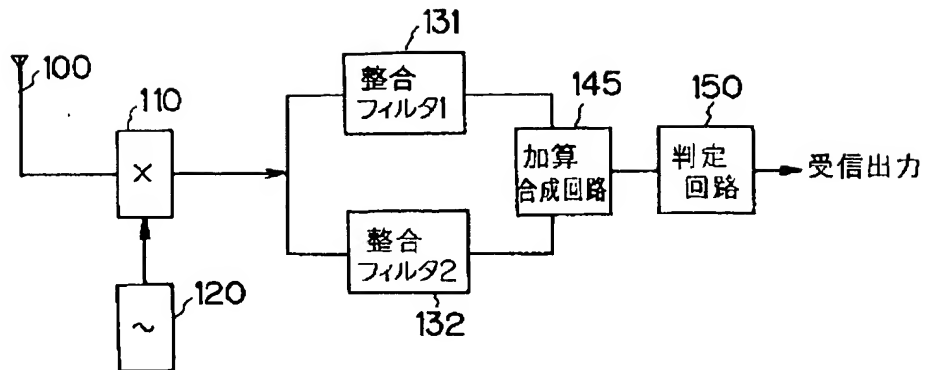 100
110
×
120
~
131
整合
フィルタ1
整合
フィルタ2
132
145
加算
合成回路
150
判定
回路
受信出力